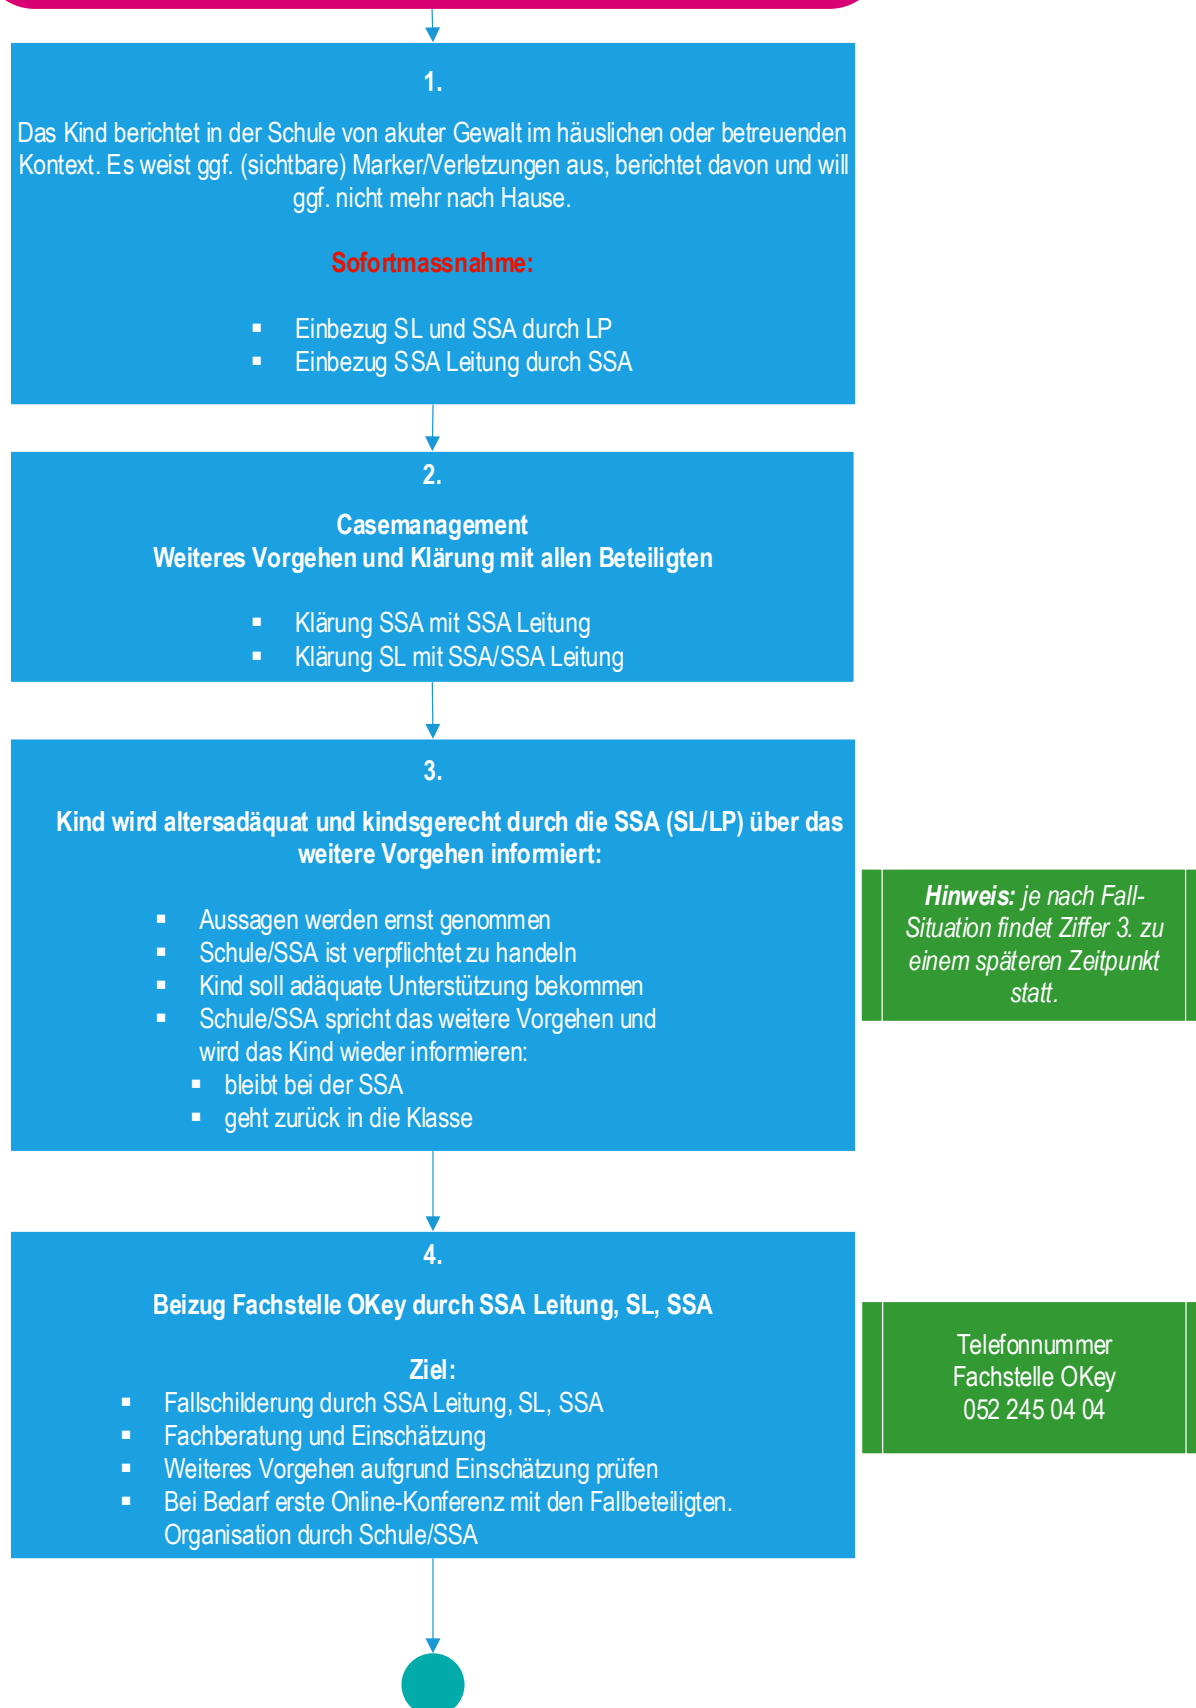 1.
Das Kind berichtet in der Schule von akuter Gewalt im häuslichen oder betreuenden
Kontext. Es weist ggf. (sichtbare) Marker/Verletzungen aus, berichtet davon und will
ggf. nicht mehr nach Hause.
Sofortmassnahme:
▪ Einbezug SL und SSA durch LP
▪ Einbezug SSA Leitung durch SSA
2.
Casemanagement
Weiteres Vorgehen und Klärung mit allen Beteiligten
▪ Klärung SSA mit SSA Leitung
▪ Klärung SL mit SSA/SSA Leitung
3.
Kind wird altersadäquat und kindsgerecht durch die SSA (SL/LP) über das
weitere Vorgehen informiert:
▪ Aussagen werden ernst genommen
▪ Schule/SSA ist verpflichtet zu handeln
▪ Kind soll adäquate Unterstützung bekommen
▪ Schule/SSA spricht das weitere Vorgehen und
wird das Kind wieder informieren:
▪ bleibt bei der SSA
▪ geht zurück in die Klasse
Hinweis: je nach Fall-
Situation findet Ziffer 3. zu
einem späteren Zeitpunkt
statt.
4.
Beizug Fachstelle OKey durch SSA Leitung, SL, SSA
Ziel:
▪ Fallschilderung durch SSA Leitung, SL, SSA
▪ Fachberatung und Einschätzung
▪ Weiteres Vorgehen aufgrund Einschätzung prüfen
▪ Bei Bedarf erste Online-Konferenz mit den Fallbeteiligten.
Organisation durch Schule/SSA
Telefonnummer
Fachstelle OKey
052 245 04 04